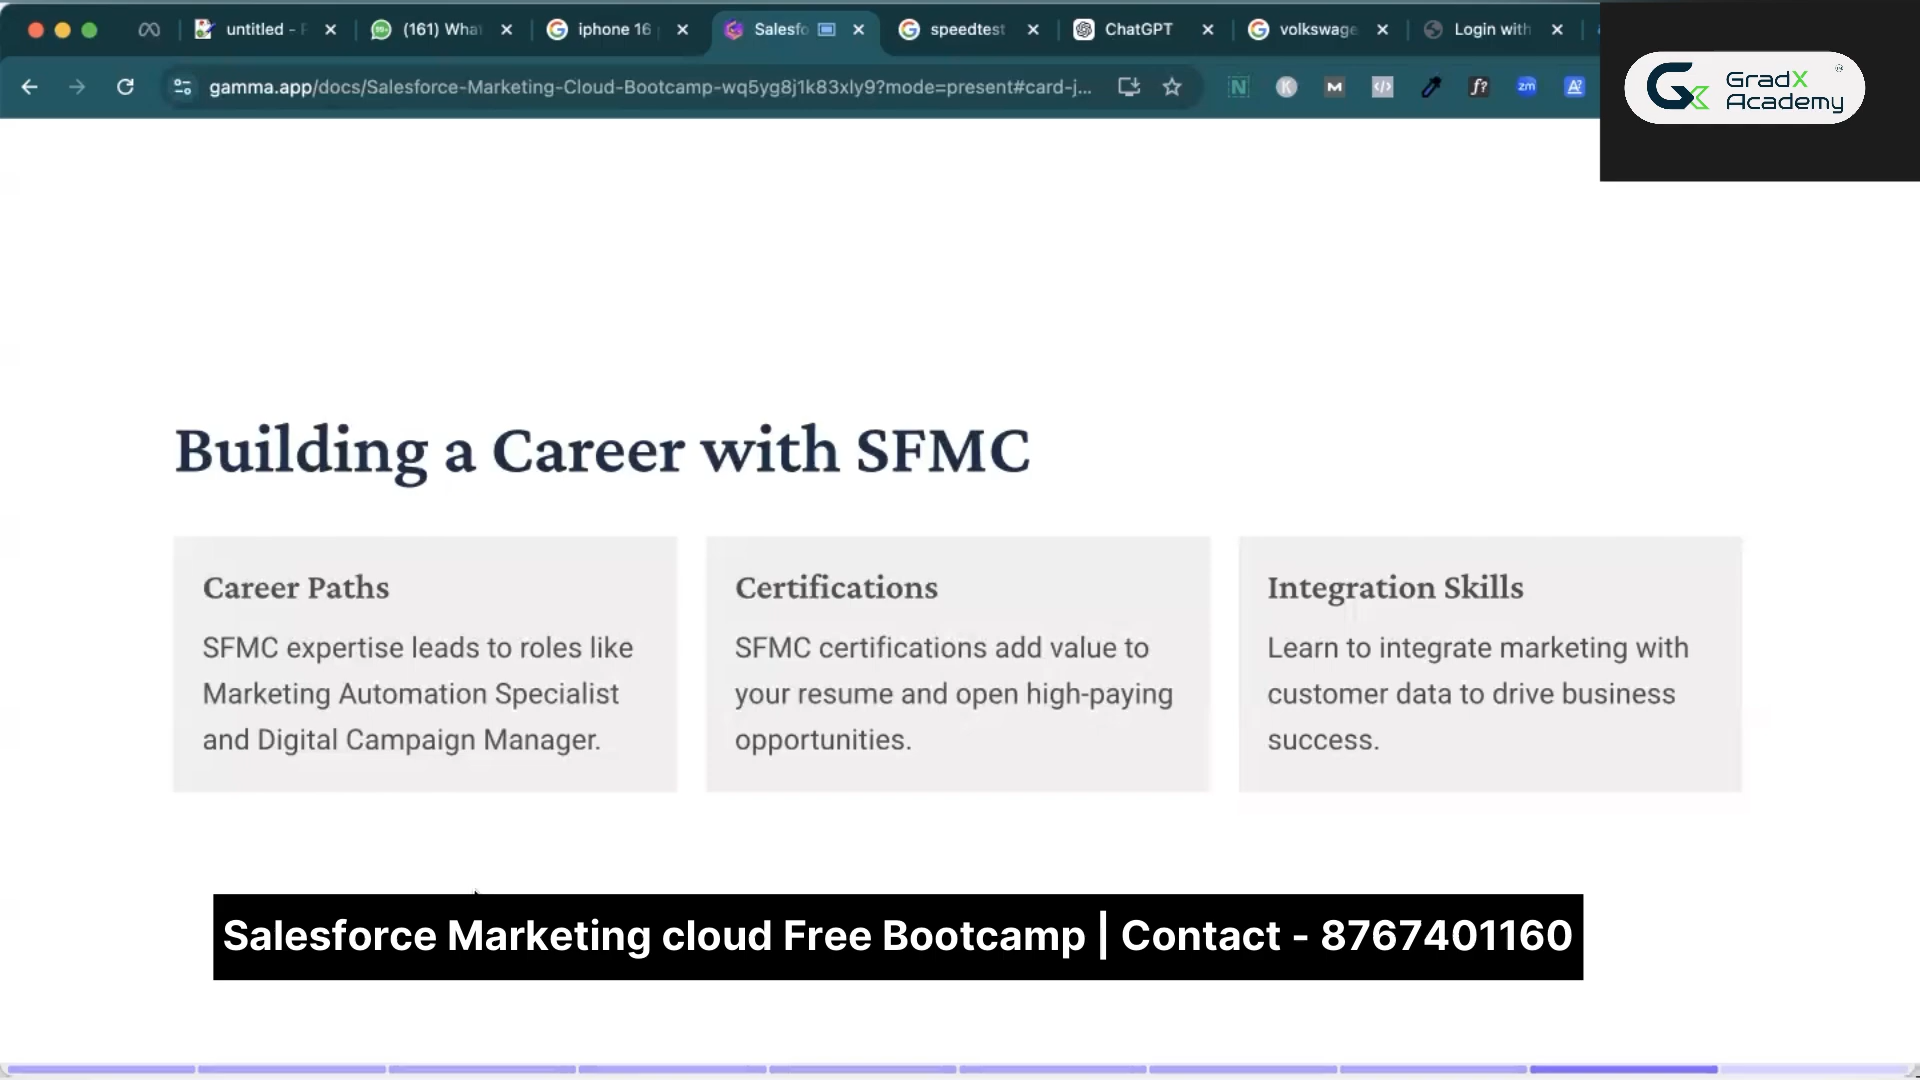 untitled -
(161) What
iphone 16
Salesfo
speedtest
ChatGPT
volkswage
Login with
gamma.app/docs/Salesforce-Marketing-Cloud-Bootcamp-wq5yg8j1k83xly9?mode=present#card-j...
GradX
Academy
Building a Career with SFMC
Career Paths
SFMC expertise leads to roles like
Marketing Automation Specialist
and Digital Campaign Manager.
Certifications
SFMC certifications add value to
your resume and open high-paying
opportunities.
Integration Skills
Learn to integrate marketing with
customer data to drive business
success.
Salesforce Marketing cloud Free Bootcamp | Contact - 8767401160